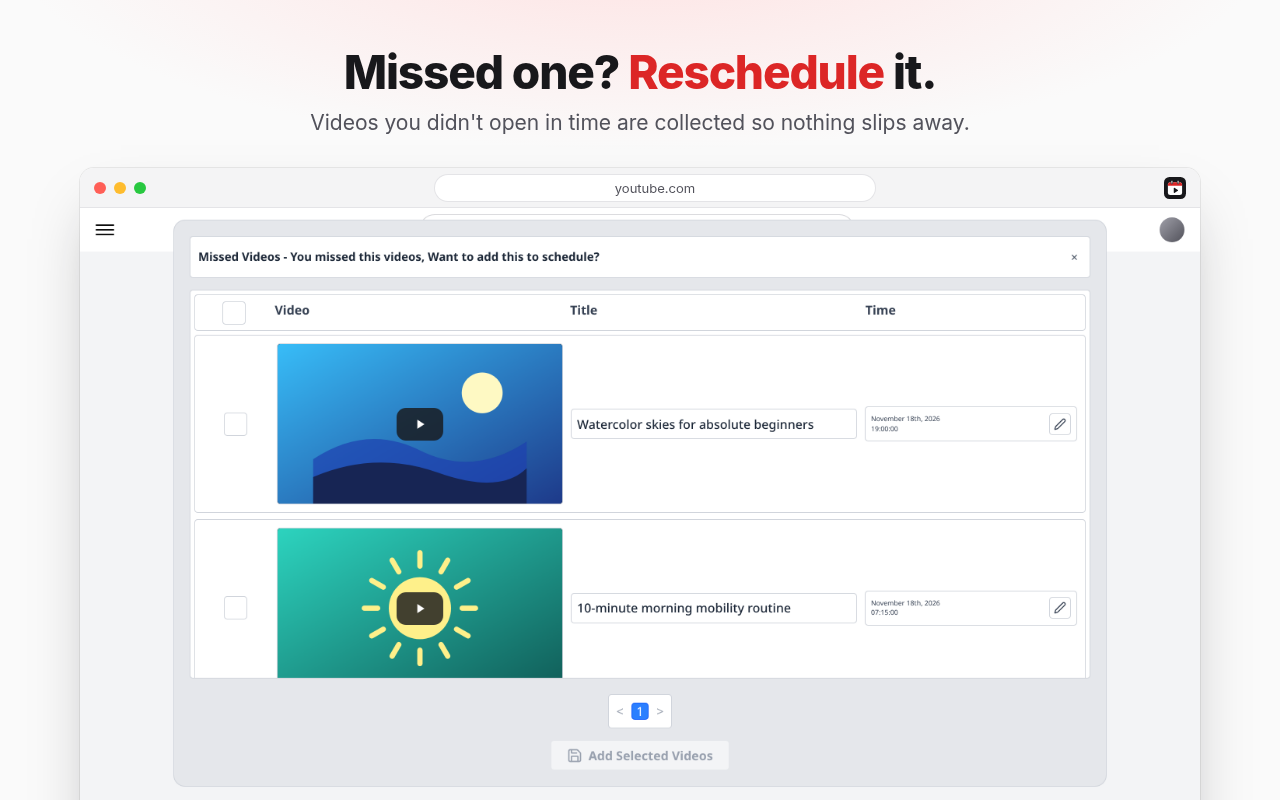 Missed one? Reschedule it.
Videos you didn't open in time are collected so nothing slips away.
youtube.com
Missed Videos - You missed this videos, Want to add this to schedule?
×
Video Title Time
Watercolor skies for absolute beginners
November 18th, 2026
19:00:00
10-minute morning mobility routine
November 18th, 2026
07:15:00
< 1 >
Add Selected Videos